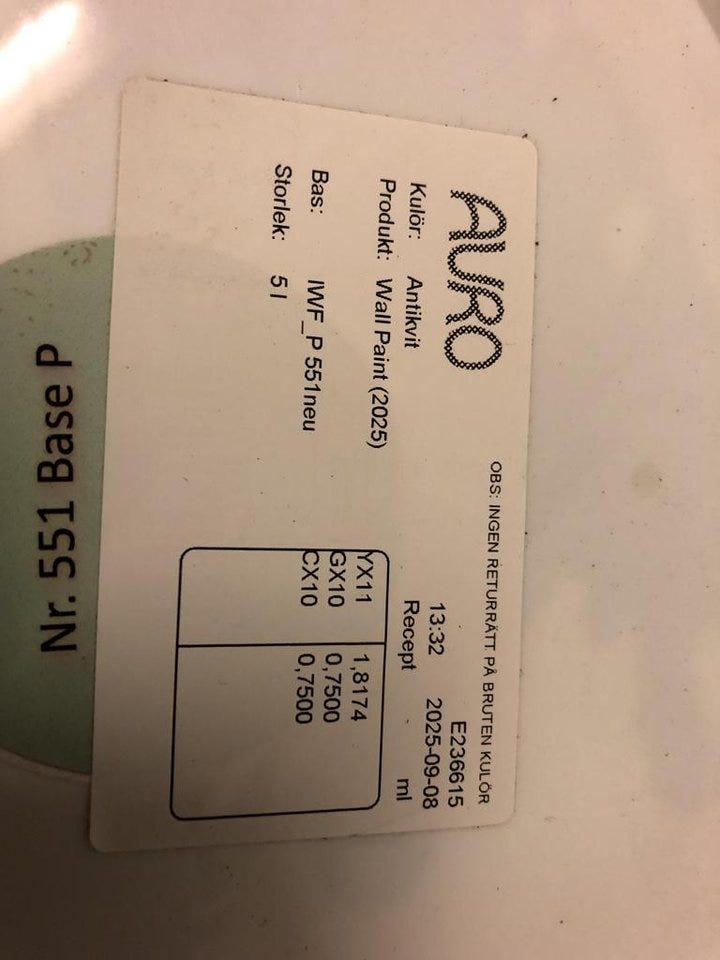 AURO
OBS: INGEN RETURRÄTT PÅ BRUTEN KULÖR
E236615
13:32 2025-09-08
Kulör: Antikvit
Recept ml
Produkt: Wall Paint (2025)
YX11 1,8174
GX10 0,7500
CX10 0,7500
Bas: IWF_P 551neu
Storlek: 5 l
Nr. 551 Base P